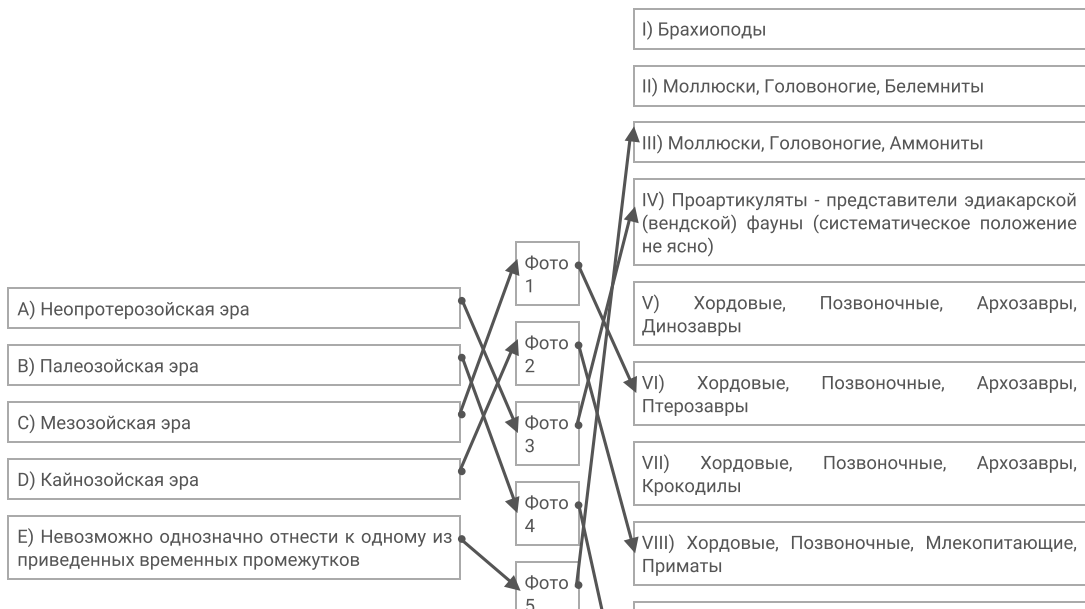 A) Неопротерозойская эра
B) Палеозойская эра
C) Мезозойская эра
D) Кайнозойская эра
E) Невозможно однозначно отнести к одному из
приведенных временных промежутков
Фото
1
Фото
2
Фото
3
Фото
4
Фото
5
I) Брахиоподы
II) Моллюски, Головоногие, Белемниты
III) Моллюски, Головоногие, Аммониты
IV) Проартикуляты - представители эдиакарской
(вендской) фауны (систематическое положение
не ясно)
V) Хордовые, Позвоночные, Архозавры,
Динозавры
VI) Хордовые, Позвоночные, Архозавры,
Птерозавры
VII) Хордовые, Позвоночные, Архозавры,
Крокодилы
VIII) Хордовые, Позвоночные, Млекопитающие,
Приматы